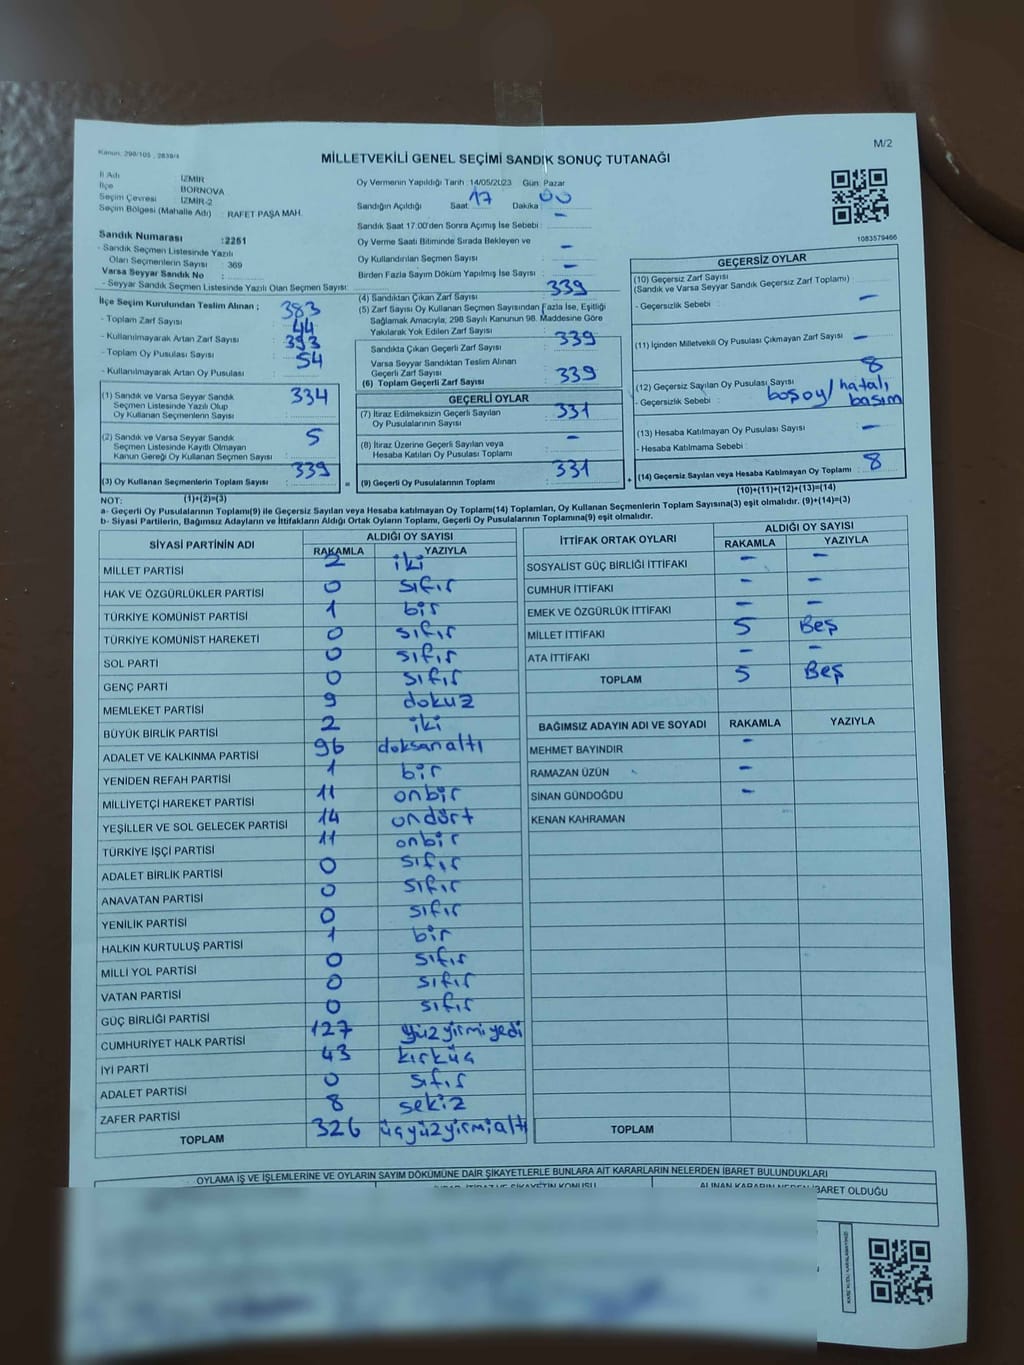 Kanun: 298/105 , 2839/4
M/2
MİLLETVEKİLİ GENEL SEÇİMİ SANDIK SONUÇ TUTANAĞI
İl Adı : İZMİR
İlçe : BORNOVA
Seçim Çevresi : İZMİR-2
Seçim Bölgesi (Mahalle Adı) : RAFET PAŞA MAH.
Sandık Numarası :2251
- Sandık Seçmen Listesinde Yazılı
Olan Seçmenlerin Sayısı : 369
Varsa Seyyar Sandık No :
- Seyyar Sandık Seçmen Listesinde Yazılı Olan Seçmen Sayısı:
Oy Vermenin Yapıldığı Tarih :14/05/2023 Gün: Pazar
Sandığın Açıldığı Saat: 17 Dakika: 00
Sandık Saat 17:00'den Sonra Açılmış İse Sebebi : -
Oy Verme Saati Bitiminde Sırada Bekleyen ve
Oy Kullandırılan Seçmen Sayısı : -
Birden Fazla Sayım Döküm Yapılmış İse Sayısı : -
1083579466
İlçe Seçim Kurulundan Teslim Alınan ;
- Toplam Zarf Sayısı : 383
- Kullanılmayarak Artan Zarf Sayısı : 44
- Toplam Oy Pusulası Sayısı : 393
- Kullanılmayarak Artan Oy Pusulası : 54
(4) Sandıktan Çıkan Zarf Sayısı : 339
(5) Zarf Sayısı Oy Kullanan Seçmen Sayısından Fazla İse, Eşitliği
Sağlamak Amacıyla; 298 Sayılı Kanunun 98. Maddesine Göre
Yakılarak Yok Edilen Zarf Sayısı : -
Sandıkta Çıkan Geçerli Zarf Sayısı : 339
Varsa Seyyar Sandıktan Teslim Alınan
Geçerli Zarf Sayısı :
(6) Toplam Geçerli Zarf Sayısı : 339
(1) Sandık ve Varsa Seyyar Sandık
Seçmen Listesinde Yazılı Olup
Oy Kullanan Seçmenlerin Sayısı : 334
(2) Sandık ve Varsa Seyyar Sandık
Seçmen Listesinde Kayıtlı Olmayan
Kanun Gereği Oy Kullanan Seçmen Sayısı : 5
(3) Oy Kullanan Seçmenlerin Toplam Sayısı : 339
(1)+(2)=(3)
=
GEÇERLİ OYLAR
(7) İtiraz Edilmeksizin Geçerli Sayılan
Oy Pusulalarının Sayısı : 331
(8) İtiraz Üzerine Geçerli Sayılan veya
Hesaba Katılan Oy Pusulası Toplamı : -
(9) Geçerli Oy Pusulalarının Toplamı : 331
+
GEÇERSİZ OYLAR
(10) Geçersiz Zarf Sayısı
(Sandık ve Varsa Seyyar Sandık Geçersiz Zarf Toplamı) : -
- Geçersizlik Sebebi :
(11) İçinden Milletvekili Oy Pusulası Çıkmayan Zarf Sayısı : -
(12) Geçersiz Sayılan Oy Pusulası Sayısı : 8
- Geçersizlik Sebebi : boş oy/ hatalı basım
(13) Hesaba Katılmayan Oy Pusulası Sayısı : -
- Hesaba Katılmama Sebebi :
(14) Geçersiz Sayılan veya Hesaba Katılmayan Oy Toplamı : 8
(10)+(11)+(12)+(13)=(14)
NOT:
a- Geçerli Oy Pusulalarının Toplamı(9) ile Geçersiz Sayılan veya Hesaba katılmayan Oy Toplamı(14) Toplamları, Oy Kullanan Seçmenlerin Toplam Sayısına(3) eşit olmalıdır. (9)+(14)=(3)
b- Siyasi Partilerin, Bağımsız Adayların ve İttifakların Aldığı Ortak Oyların Toplamı, Geçerli Oy Pusulalarının Toplamına(9) eşit olmalıdır.
SİYASİ PARTİNİN ADI ALDIĞI OY SAYISI
RAKAMLA YAZIYLA
MİLLET PARTİSİ 2 iki
HAK VE ÖZGÜRLÜKLER PARTİSİ 0 sıfır
TÜRKİYE KOMÜNİST PARTİSİ 1 bir
TÜRKİYE KOMÜNİST HAREKETİ 0 sıfır
SOL PARTİ 0 sıfır
GENÇ PARTİ 0 sıfır
MEMLEKET PARTİSİ 9 dokuz
BÜYÜK BİRLİK PARTİSİ 2 iki
ADALET VE KALKINMA PARTİSİ 96 doksanaltı
YENİDEN REFAH PARTİSİ 1 bir
MİLLİYETÇİ HAREKET PARTİSİ 11 onbir
YEŞİLLER VE SOL GELECEK PARTİSİ 14 ondört
TÜRKİYE İŞÇİ PARTİSİ 11 onbir
ADALET BİRLİK PARTİSİ 0 sıfır
ANAVATAN PARTİSİ 0 sıfır
YENİLİK PARTİSİ 0 sıfır
HALKIN KURTULUŞ PARTİSİ 1 bir
MİLLİ YOL PARTİSİ 0 sıfır
VATAN PARTİSİ 0 sıfır
GÜÇ BİRLİĞİ PARTİSİ 0 sıfır
CUMHURİYET HALK PARTİSİ 127 yüzyirmiyedi
İYİ PARTİ 43 kırküç
ADALET PARTİSİ 0 sıfır
ZAFER PARTİSİ 8 sekiz
TOPLAM 326 üçyüzyirmialtı
İTTİFAK ORTAK OYLARI ALDIĞI OY SAYISI
RAKAMLA YAZIYLA
SOSYALİST GÜÇ BİRLİĞİ İTTİFAKI - -
CUMHUR İTTİFAKI - -
EMEK VE ÖZGÜRLÜK İTTİFAKI - -
MİLLET İTTİFAKI 5 Beş
ATA İTTİFAKI - -
TOPLAM 5 Beş
BAĞIMSIZ ADAYIN ADI VE SOYADI RAKAMLA YAZIYLA
MEHMET BAYINDIR -
RAMAZAN ÜZÜN -
SİNAN GÜNDOĞDU -
KENAN KAHRAMAN
TOPLAM
OYLAMA İŞ VE İŞLEMLERİNE VE OYLARIN SAYIM DÖKÜMÜNE DAİR ŞİKAYETLERLE BUNLARA AİT KARARLARIN NELERDEN İBARET BULUNDUKLARI
ALINAN KARARIN NEDEN İBARET OLDUĞU